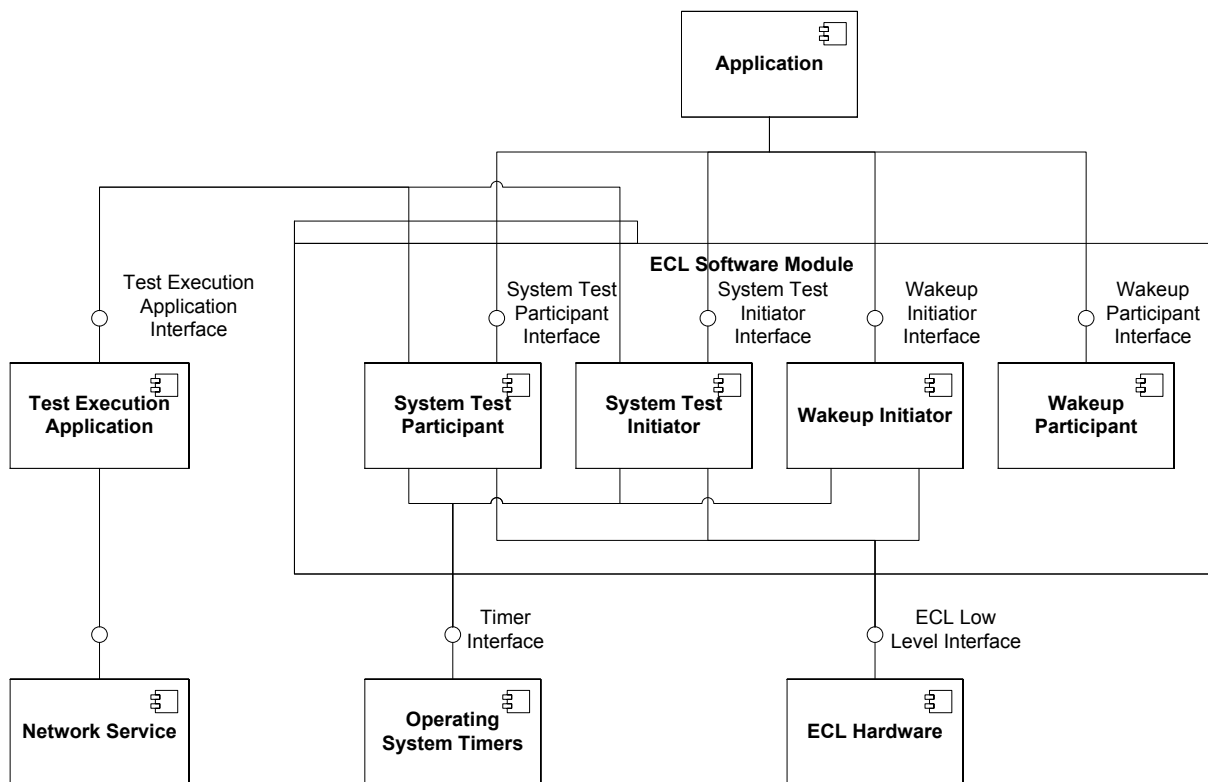 Application
ECL Software Module
Test Execution
Application
Interface
System Test
Participant
Interface
System Test
Initiator
Interface
Wakeup
Initiatior
Interface
Wakeup
Participant
Interface
Test Execution
Application
System Test
Participant
System Test
Initiator
Wakeup Initiator
Wakeup
Participant
Timer
Interface
ECL Low
Level Interface
Network Service
Operating
System Timers
ECL Hardware